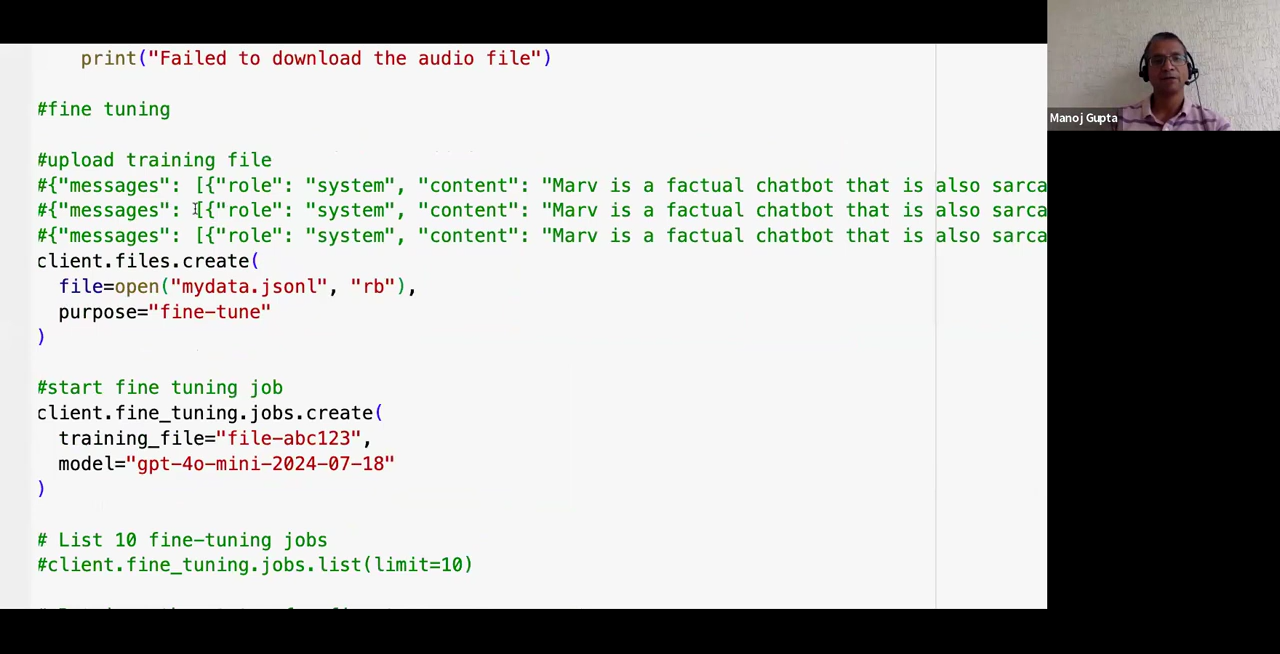 print("Failed to download the audio file")
#fine tuning
#upload training file
#{"messages": [{"role": "system", "content": "Marv is a factual chatbot that is also sarca
#{"messages": [{"role": "system", "content": "Marv is a factual chatbot that is also sarca
#{"messages": [{"role": "system", "content": "Marv is a factual chatbot that is also sarca
client.files.create(
file=open("mydata.jsonl", "rb"),
purpose="fine-tune"
)
#start fine tuning job
client.fine_tuning.jobs.create(
training_file="file-abc123",
model="gpt-4o-mini-2024-07-18"
)
# List 10 fine-tuning jobs
#client.fine_tuning.jobs.list(limit=10)
Manoj Gupta